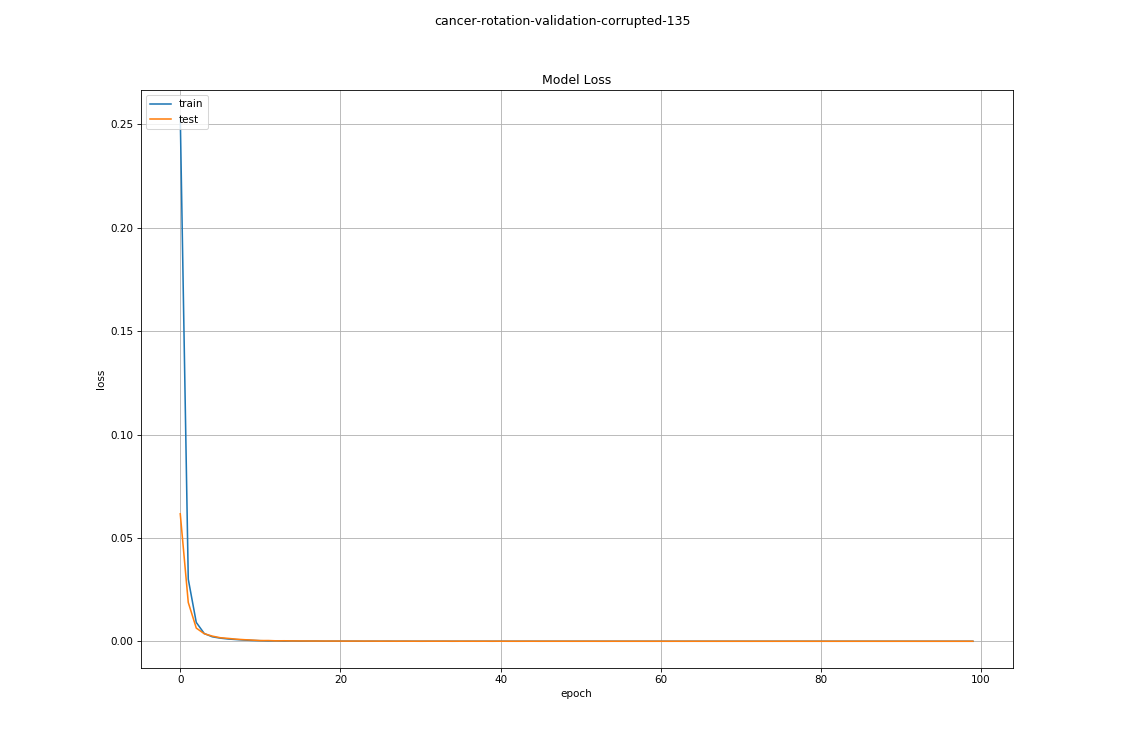 cancer-rotation-validation-corrupted-135
Model Loss
train
test
0.25
0.20
0.15
0.10
0.05
0.00
loss
0 20 40 60 80 100
epoch